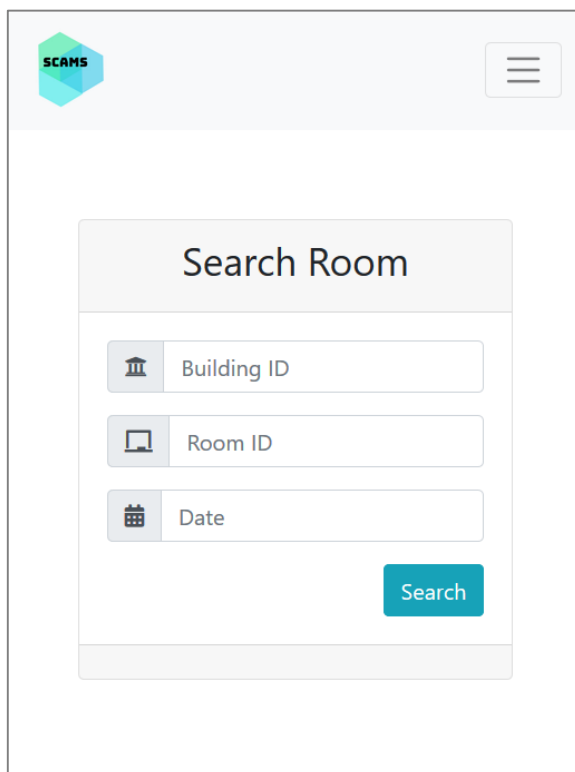 SCAMS
Search Room
Building ID
Room ID
Date
Search